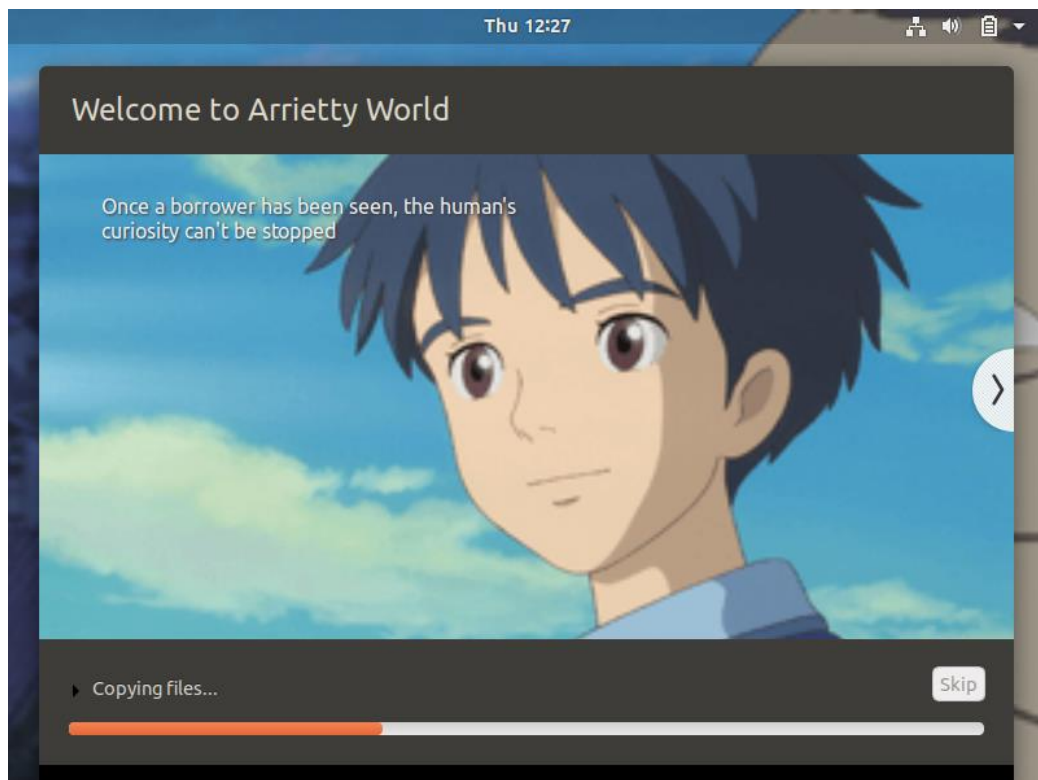 Thu 12:27
Welcome to Arrietty World
Once a borrower has been seen, the human's
curiosity can't be stopped
Copying files...
Skip